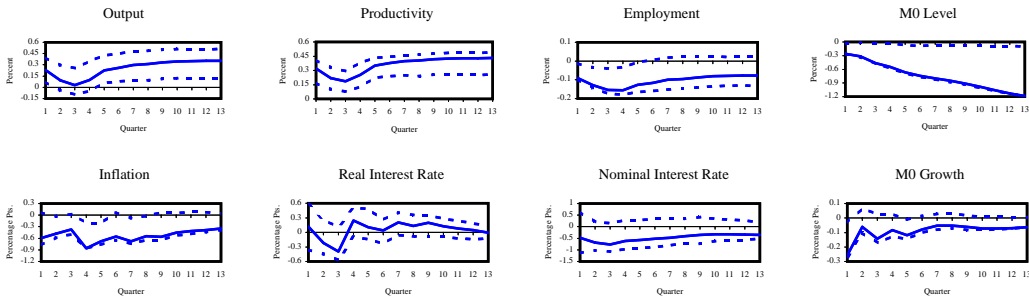 Output
Productivity
Employment
M0 Level
Percent
0.6
0.45
0.3
0.15
0
-0.15
1 2 3 4 5 6 7 8 9 10 11 12 13
Quarter
Percent
0.6
0.45
0.3
0.15
0
1 2 3 4 5 6 7 8 9 10 11 12 13
Quarter
Percent
0.1
0
-0.1
-0.2
1 2 3 4 5 6 7 8 9 10 11 12 13
Quarter
Percent
0
-0.3
-0.6
-0.9
-1.2
1 2 3 4 5 6 7 8 9 10 11 12 13
Quarter
Inflation
Real Interest Rate
Nominal Interest Rate
M0 Growth
Percentage Pts.
0.3
0
-0.3
-0.6
-0.9
-1.2
1 2 3 4 5 6 7 8 9 10 11 12 13
Quarter
Percentage Pts.
0.6
0.3
0
-0.3
-0.6
1 2 3 4 5 6 7 8 9 10 11 12 13
Quarter
Percentage Pts.
1
0.5
0
-0.5
-1
-1.5
1 2 3 4 5 6 7 8 9 10 11 12 13
Quarter
Percentage Pts.
0.1
0
-0.1
-0.2
-0.3
1 2 3 4 5 6 7 8 9 10 11 12 13
Quarter